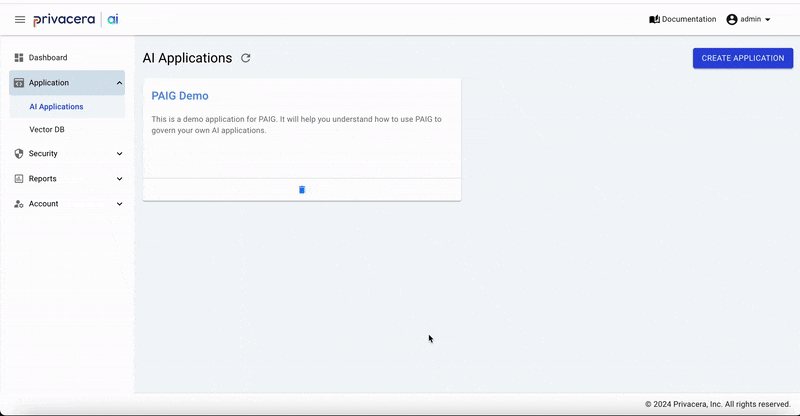 privacera ai
Documentation
admin
Dashboard
Application
AI Applications
Vector DB
Security
Reports
Account
AI Applications
CREATE APPLICATION
PAIG Demo
This is a demo application for PAIG. It will help you understand how to use PAIG to
govern your own AI applications.
© 2024 Privacera, Inc. All rights reserved.